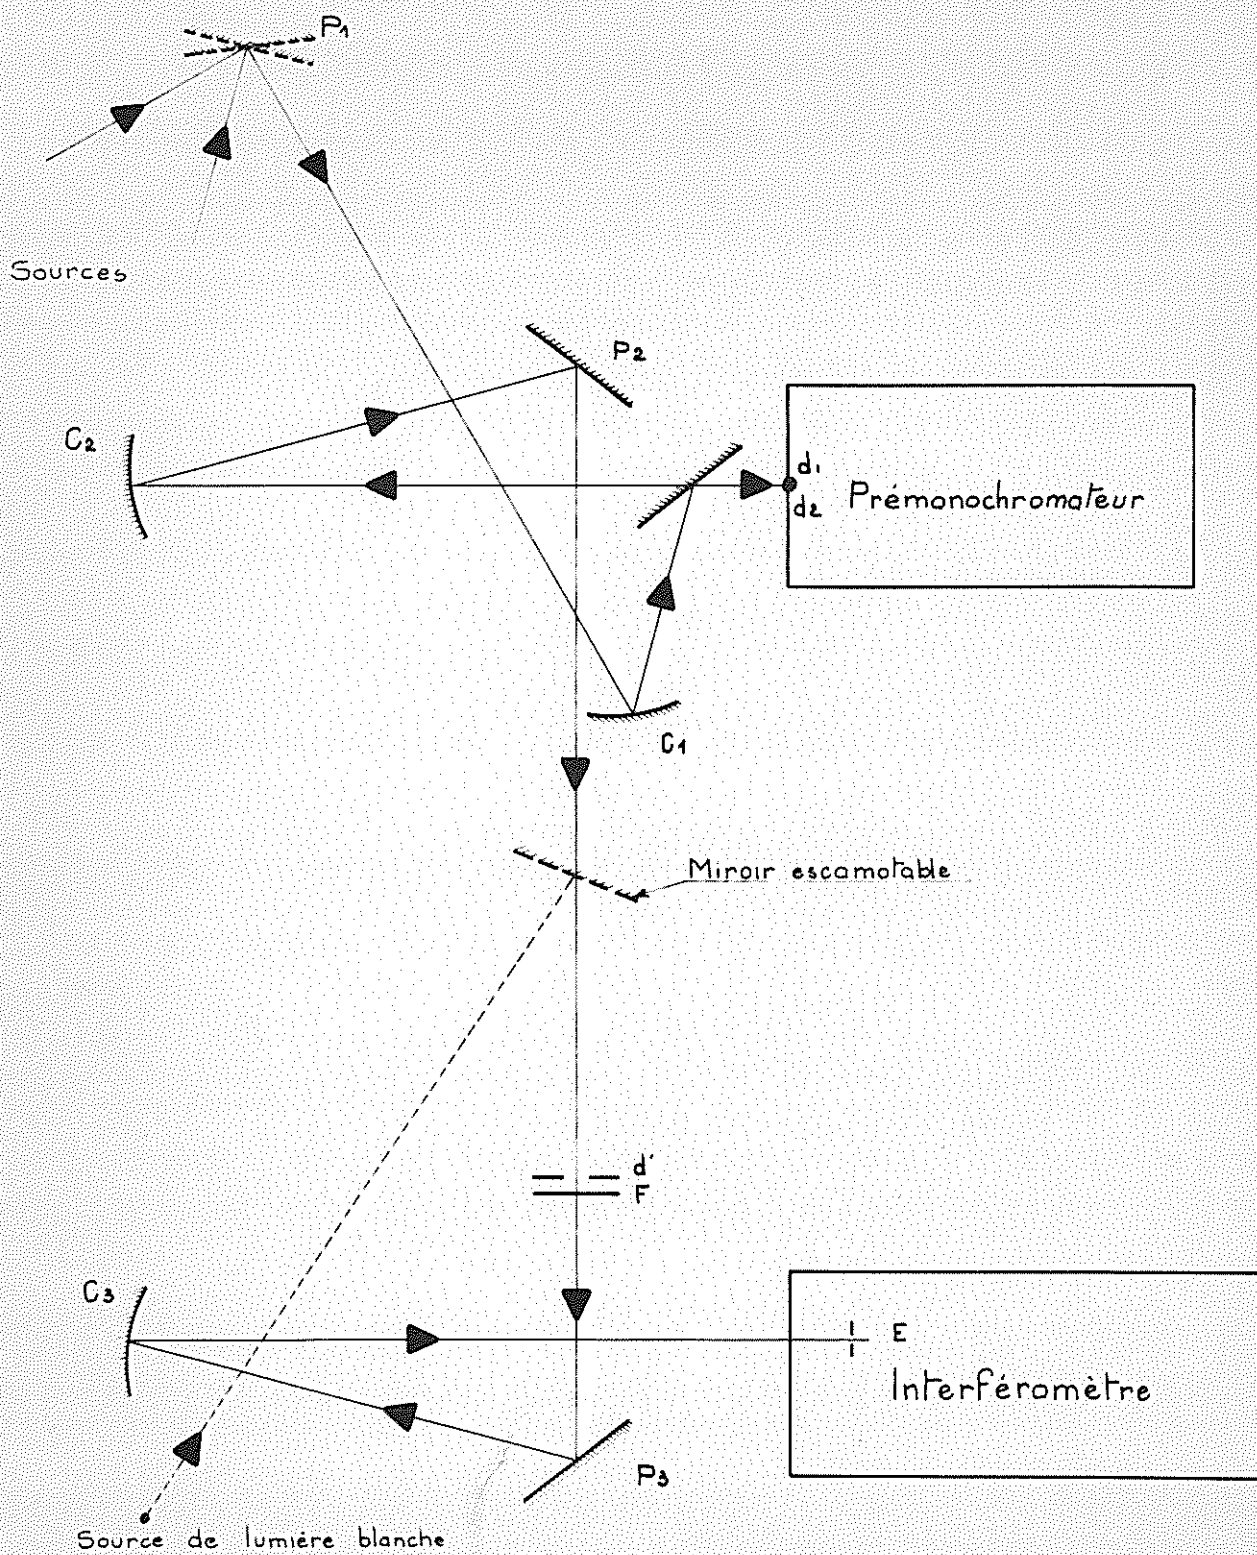 P1
Sources
P2
C2
d1
d2
Prémonochromateur
C1
Miroir escamotable
d'
F
C3
E
Interféromètre
P3
Source de lumière blanche